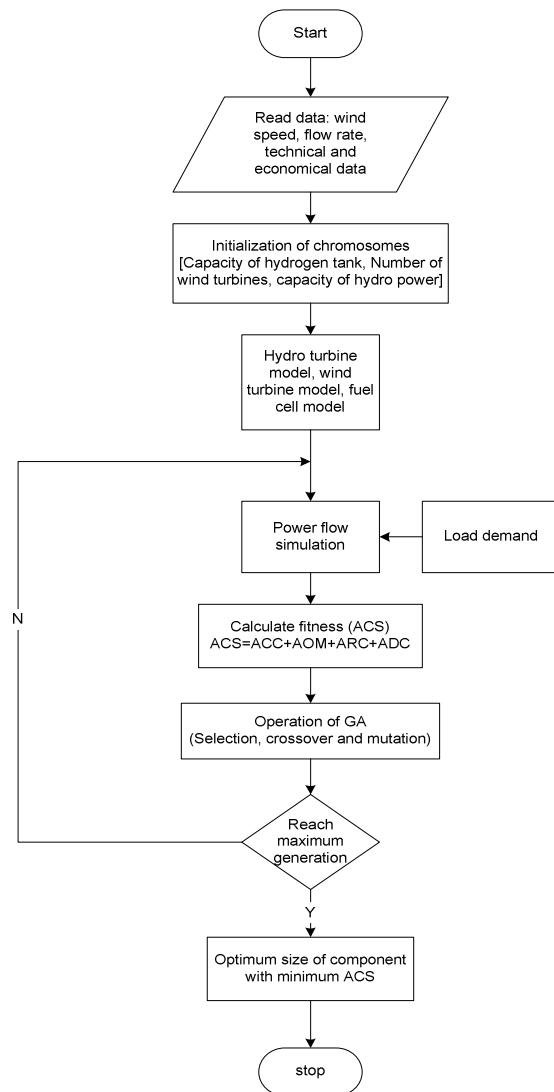 Start
Read data: wind
speed, flow rate,
technical and
economical data
Initialization of chromosomes
[Capacity of hydrogen tank, Number of
wind turbines, capacity of hydro power]
Hydro turbine
model, wind
turbine model, fuel
cell model
Power flow
simulation
Load demand
N
Calculate fitness (ACS)
ACS=ACC+AOM+ARC+ADC
Operation of GA
(Selection, crossover and mutation)
Reach
maximum
generation
Y
Optimum size of component
with minimum ACS
stop